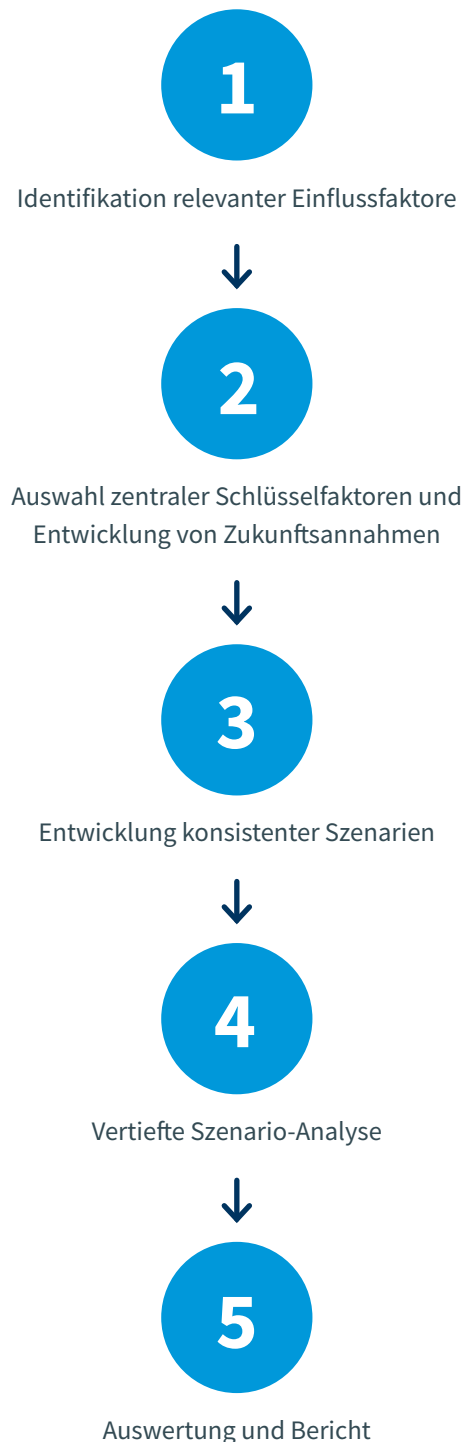 1
Identifikation relevanter Einflussfaktore
2
Auswahl zentraler Schlüsselfaktoren und
Entwicklung von Zukunftsannahmen
3
Entwicklung konsistenter Szenarien
4
Vertiefte Szenario-Analyse
5
Auswertung und Bericht